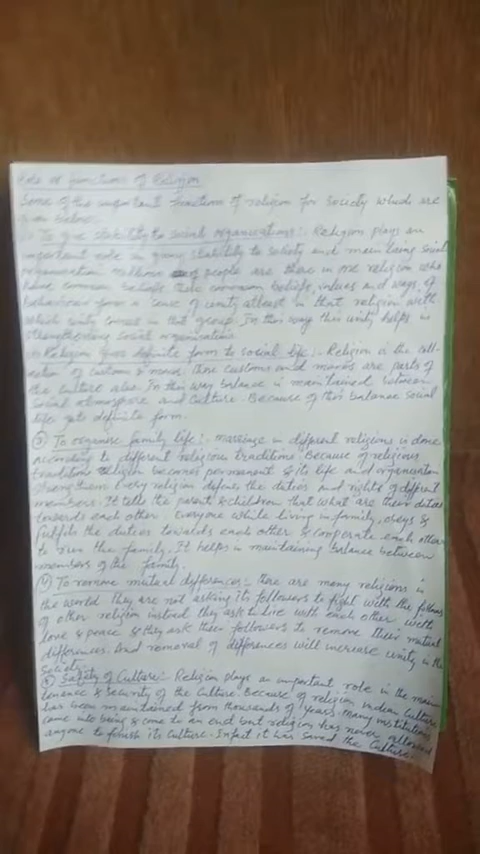 Role or functions of Religion
Some of the important functions of religion for society which are
given below:
1) To give stability to social organisations:- Religion plays an
important role in giving stability to society and maintaing social
organisation. of people are there in one religion who
have common beliefs these common beliefs, values and ways of
behaviour give a sense of unity atleast in that religion with
which unity comes in that group. In this way this unity helps in
strengthening social organisation.
Religion gives definite form to social life:- Religion is the coll-
ection of customs & mores these customs and mores are parts of
the culture also. In this way balance is maintained between
social atmospore and culture. Because of this balance social
life gets definite form.
3) To organise family life:- marriage in different religions is done
according to different religious traditions. Because of religious
traditions religion becomes permanent & its life and organisation
strengthens. Every religion defines the duties and rights of different
members. It tells the parents & children that what are their duties
towards each other. Everyone while living in family, obeys &
fulfils the duties towards each other & corporate each other
to run the family. It helps in maintaining balance between
members of the family.
4) To remove mutual differences:- there are many religions in
the world they are not asking its followers to fight with the follows
of other religion instead they ask to live with each other, with
love & peace & they ask their followers to remove their mutual
differences. And removal of differences will increase unity in the
society.
5) Safety of Culture:- Religion plays an important role in the main-
tenance & security of the culture. Because of religion indian culture
has been maintained from thousands of years. Many institutions
came into being & come to an end but religion has never allowed
anyone to finish its culture. Infact it was saved the culture.